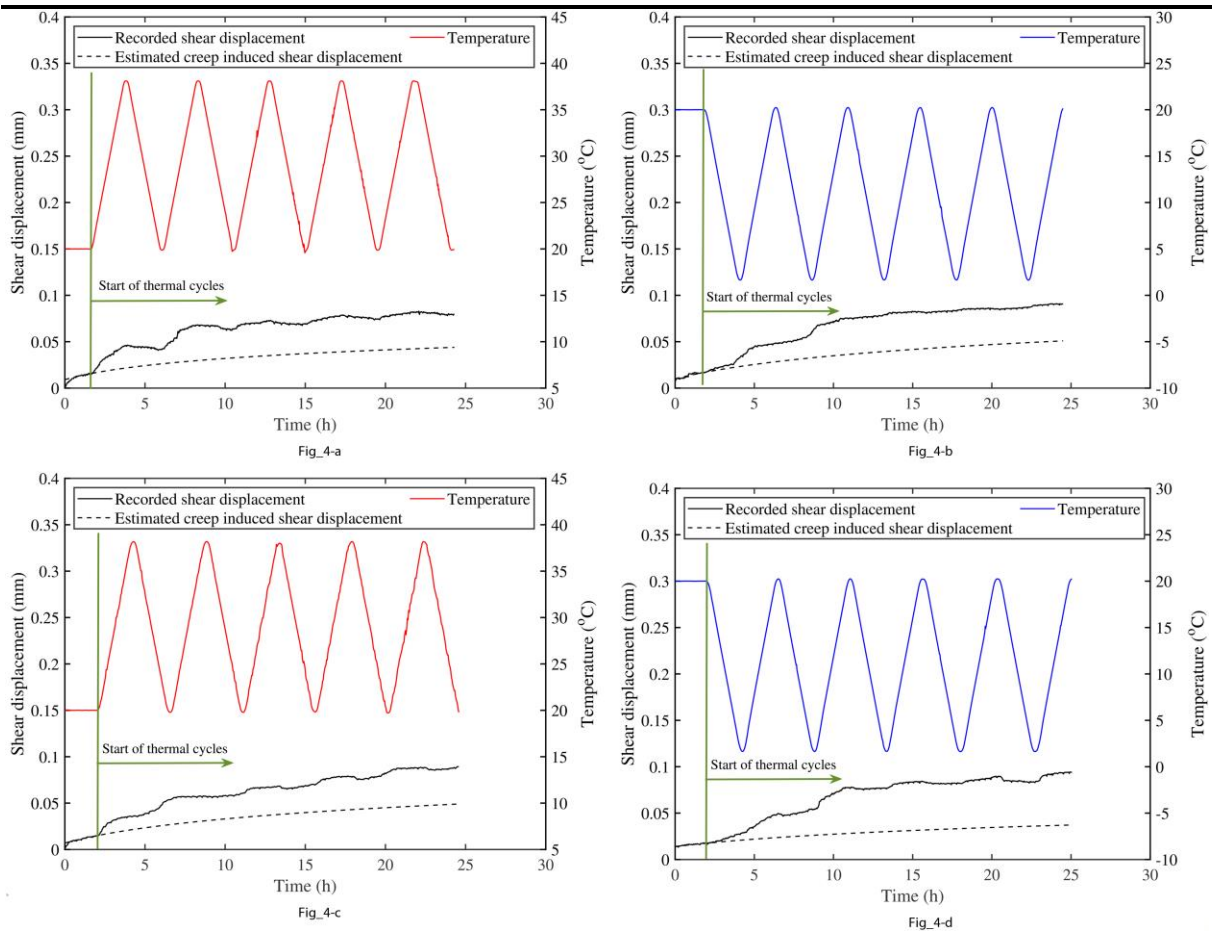 0.4
0.35
0.3
0.25
0.2
0.15
0.1
0.05
0
Shear displacement (mm)
Recorded shear displacement
Temperature
Estimated creep induced shear displacement
Start of thermal cycles
45
40
35
30
25
20
15
10
5
Temperature (°C)
0 5 10 15 20 25 30
Time (h)
Fig_4-a
0.4
0.35
0.3
0.25
0.2
0.15
0.1
0.05
0
Shear displacement (mm)
Recorded shear displacement
Temperature
Estimated creep induced shear displacement
Start of thermal cycles
30
25
20
15
10
5
0
-5
-10
Temperature (°C)
0 5 10 15 20 25 30
Time (h)
Fig_4-b
0.4
0.35
0.3
0.25
0.2
0.15
0.1
0.05
0
Shear displacement (mm)
Recorded shear displacement
Temperature
Estimated creep induced shear displacement
Start of thermal cycles
45
40
35
30
25
20
15
10
5
Temperature (°C)
0 5 10 15 20 25 30
Time (h)
Fig_4-c
0.4
0.35
0.3
0.25
0.2
0.15
0.1
0.05
0
Shear displacement (mm)
Recorded shear displacement
Temperature
Estimated creep induced shear displacement
Start of thermal cycles
30
25
20
15
10
5
0
-5
-10
Temperature (°C)
0 5 10 15 20 25 30
Time (h)
Fig_4-d